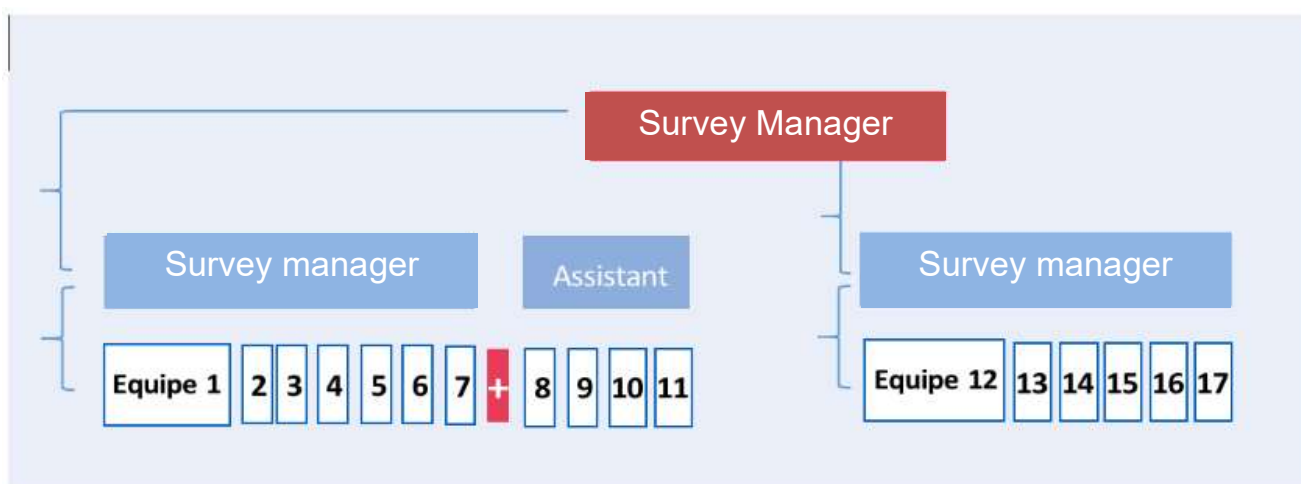 Survey Manager
Survey manager Assistant Survey manager
Equipe 1 2 3 4 5 6 7 + 8 9 10 11 Equipe 12 13 14 15 16 17